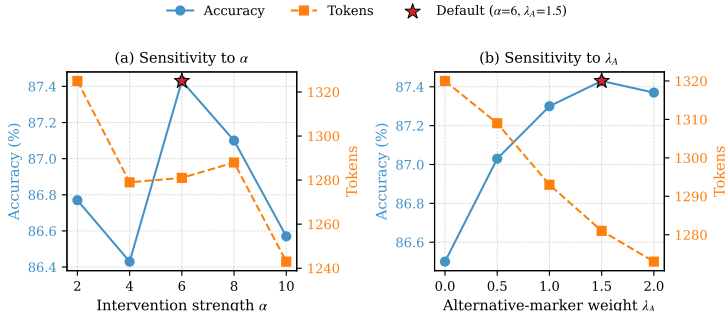 Accuracy Tokens Default (α=6, λ_A=1.5)
(a) Sensitivity to α
87.4
87.2
87.0
86.8
86.6
86.4
Accuracy (%)
1320
1300
1280
1260
1240
Tokens
2 4 6 8 10
Intervention strength α
(b) Sensitivity to λ_A
87.4
87.2
87.0
86.8
86.6
Accuracy (%)
1320
1310
1300
1290
1280
Tokens
0.0 0.5 1.0 1.5 2.0
Alternative-marker weight λ_A